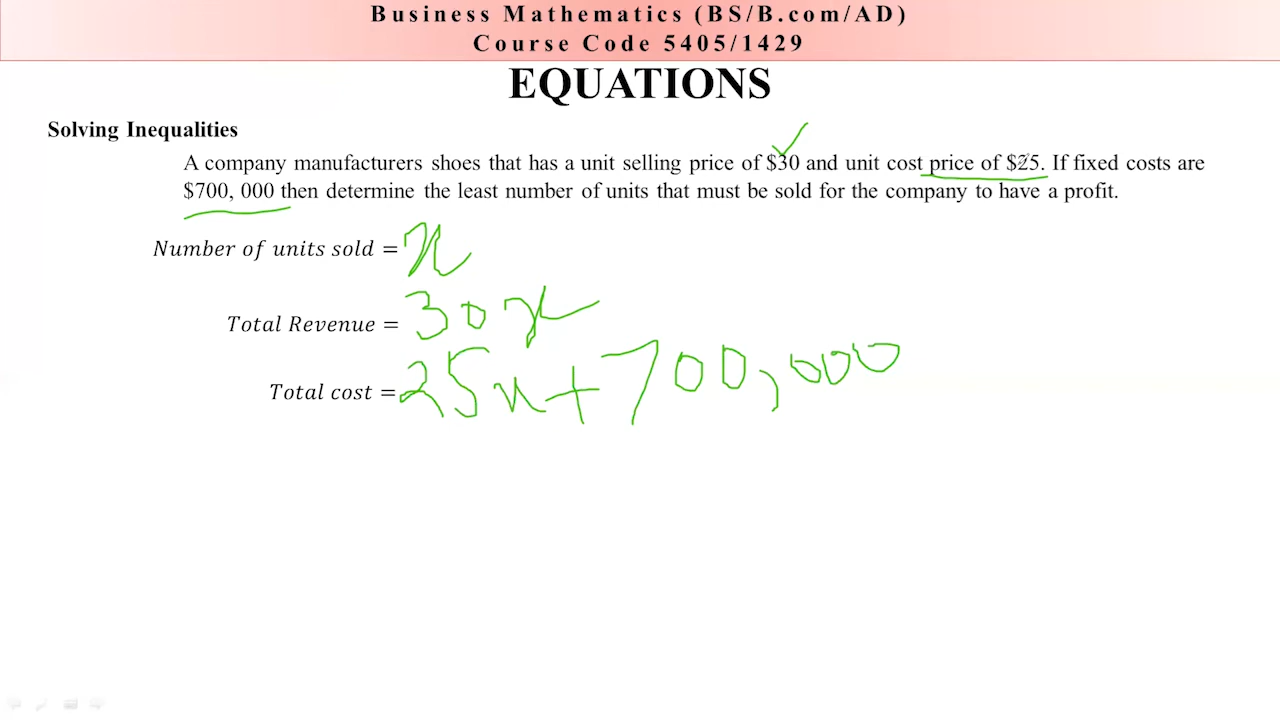 Business Mathematics (BS/B.com/AD)
Course Code 5405/1429
EQUATIONS
Solving Inequalities
A company manufacturers shoes that has a unit selling price of $30 and unit cost price of $25. If fixed costs are
$700, 000 then determine the least number of units that must be sold for the company to have a profit.
Number of units sold = x
Total Revenue = 30x
Total cost = 25x+700,000